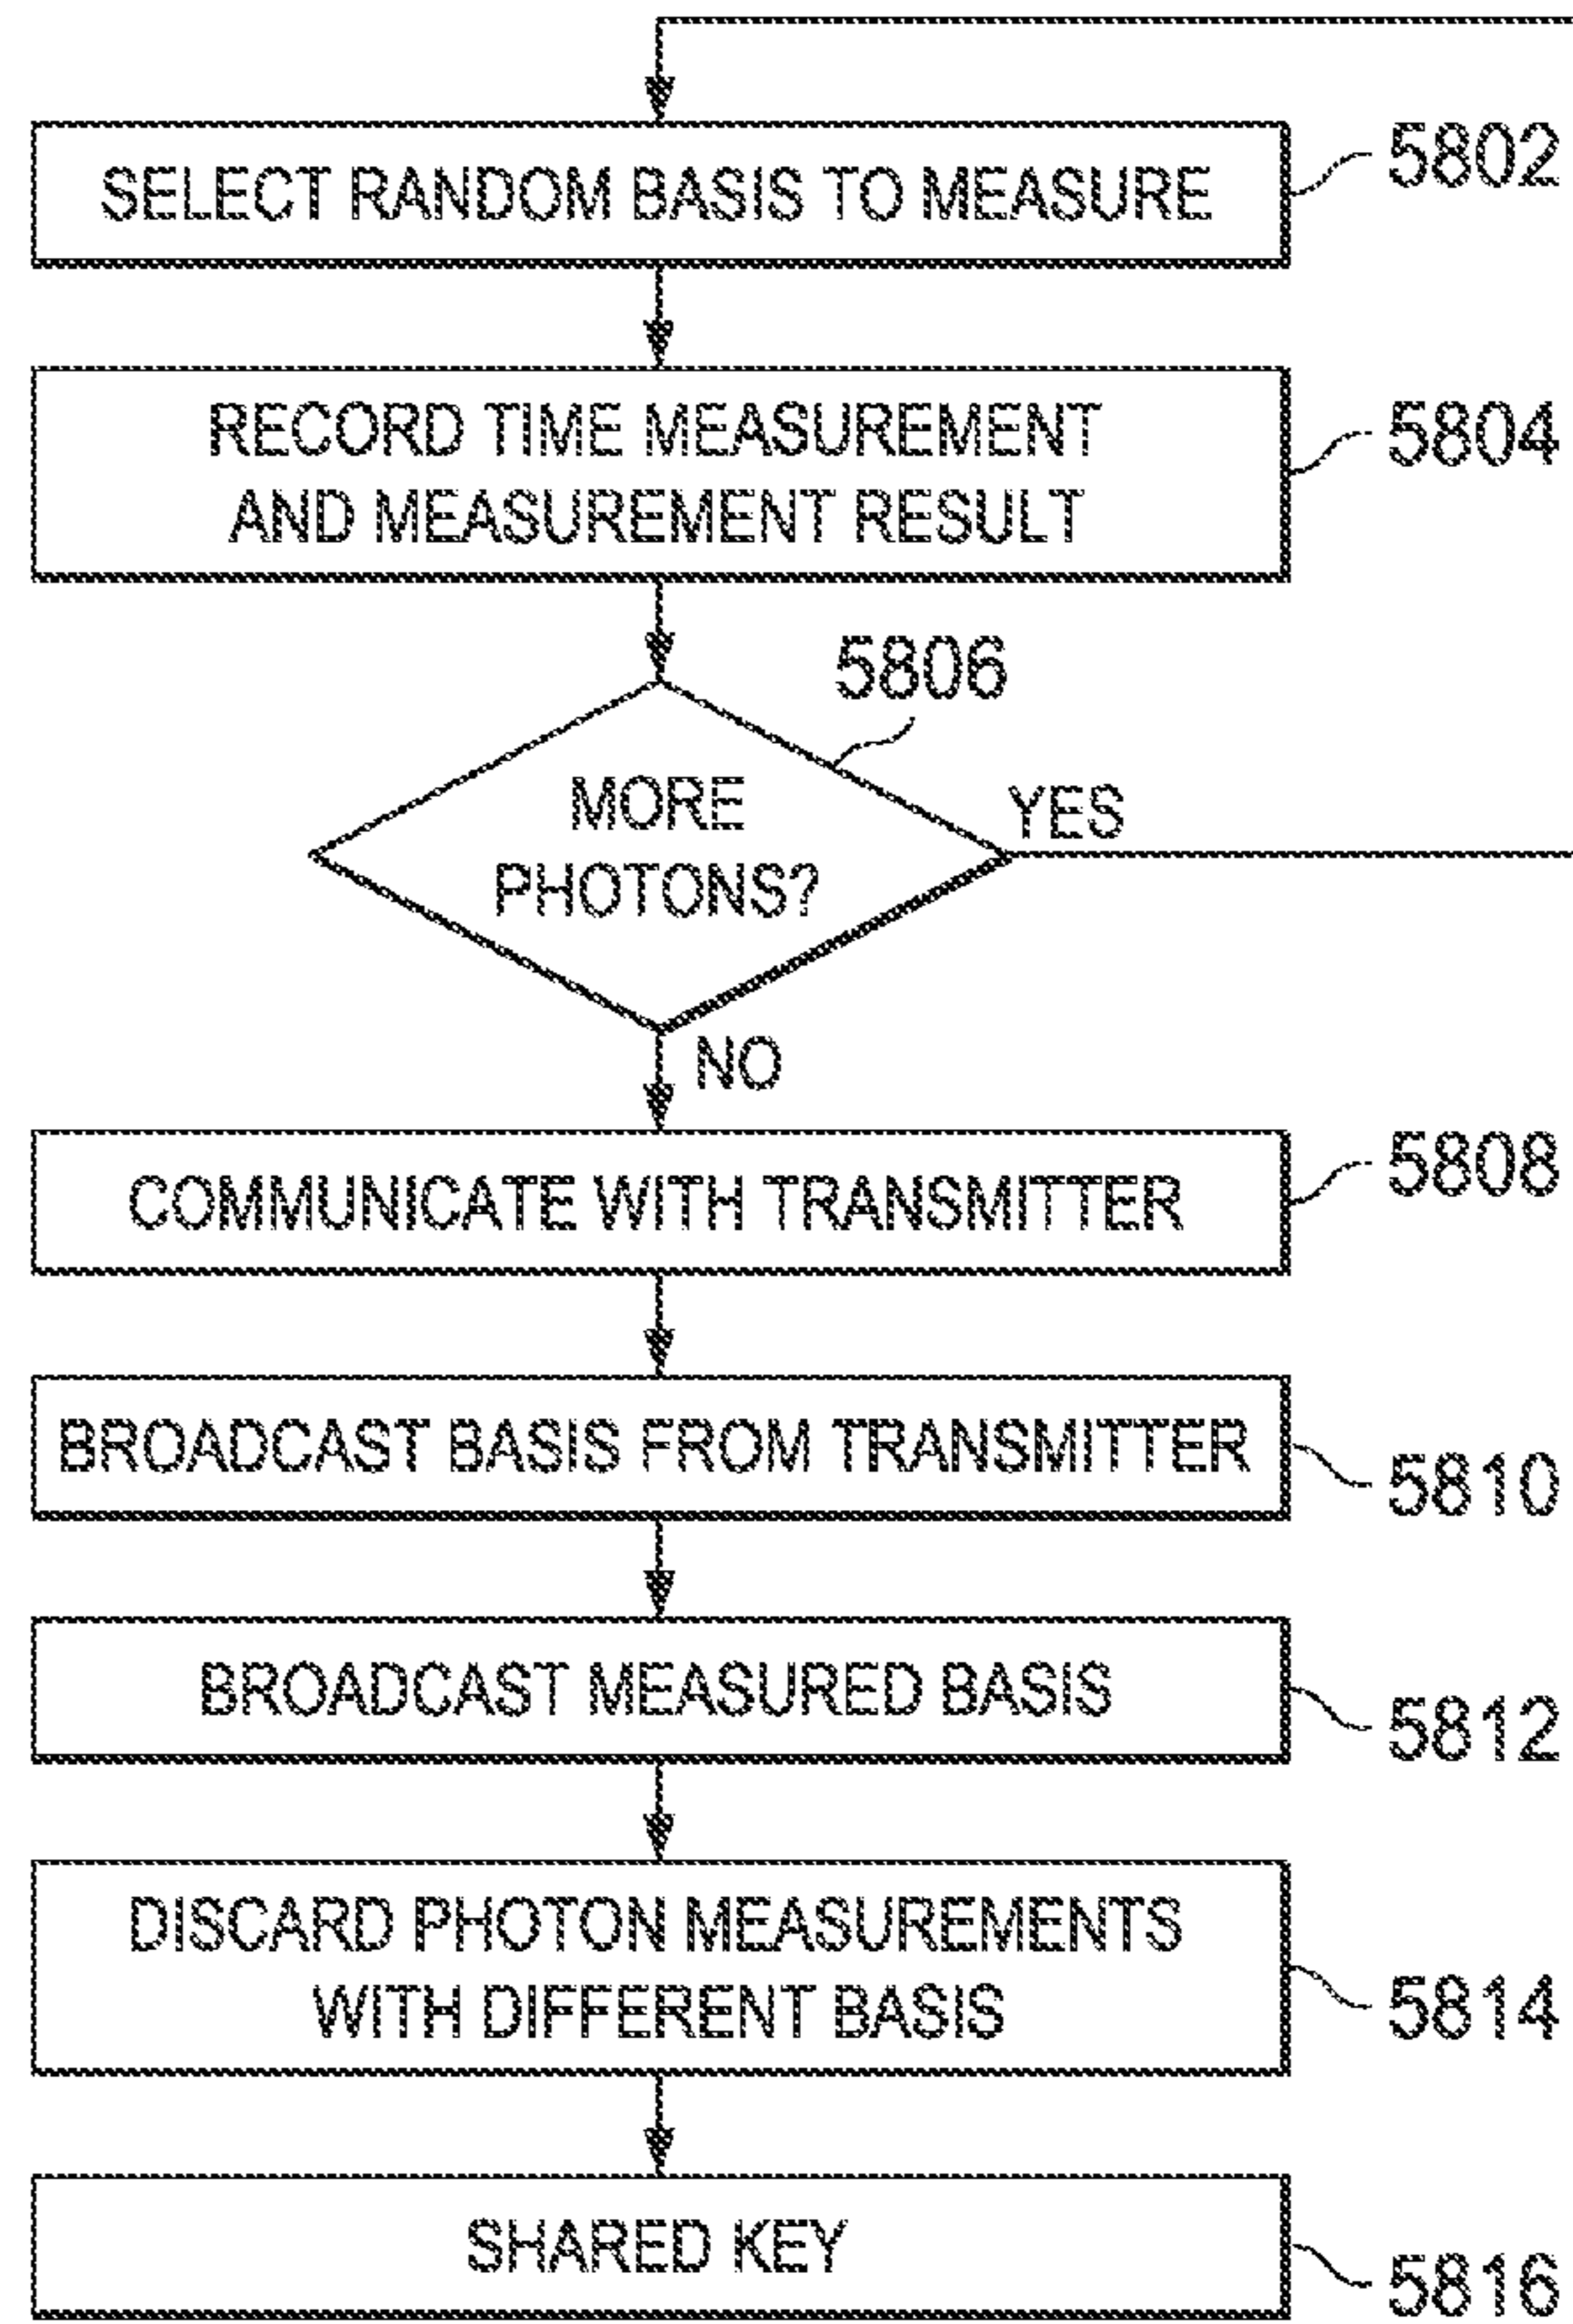 SELECT RANDOM BASIS TO MEASURE
5802
RECORD TIME MEASUREMENT
AND MEASUREMENT RESULT
5804
5806
MORE
PHOTONS?
YES
NO
COMMUNICATE WITH TRANSMITTER
5808
BROADCAST BASIS FROM TRANSMITTER
5810
BROADCAST MEASURED BASIS
5812
DISCARD PHOTON MEASUREMENTS
WITH DIFFERENT BASIS
5814
SHARED KEY
5816